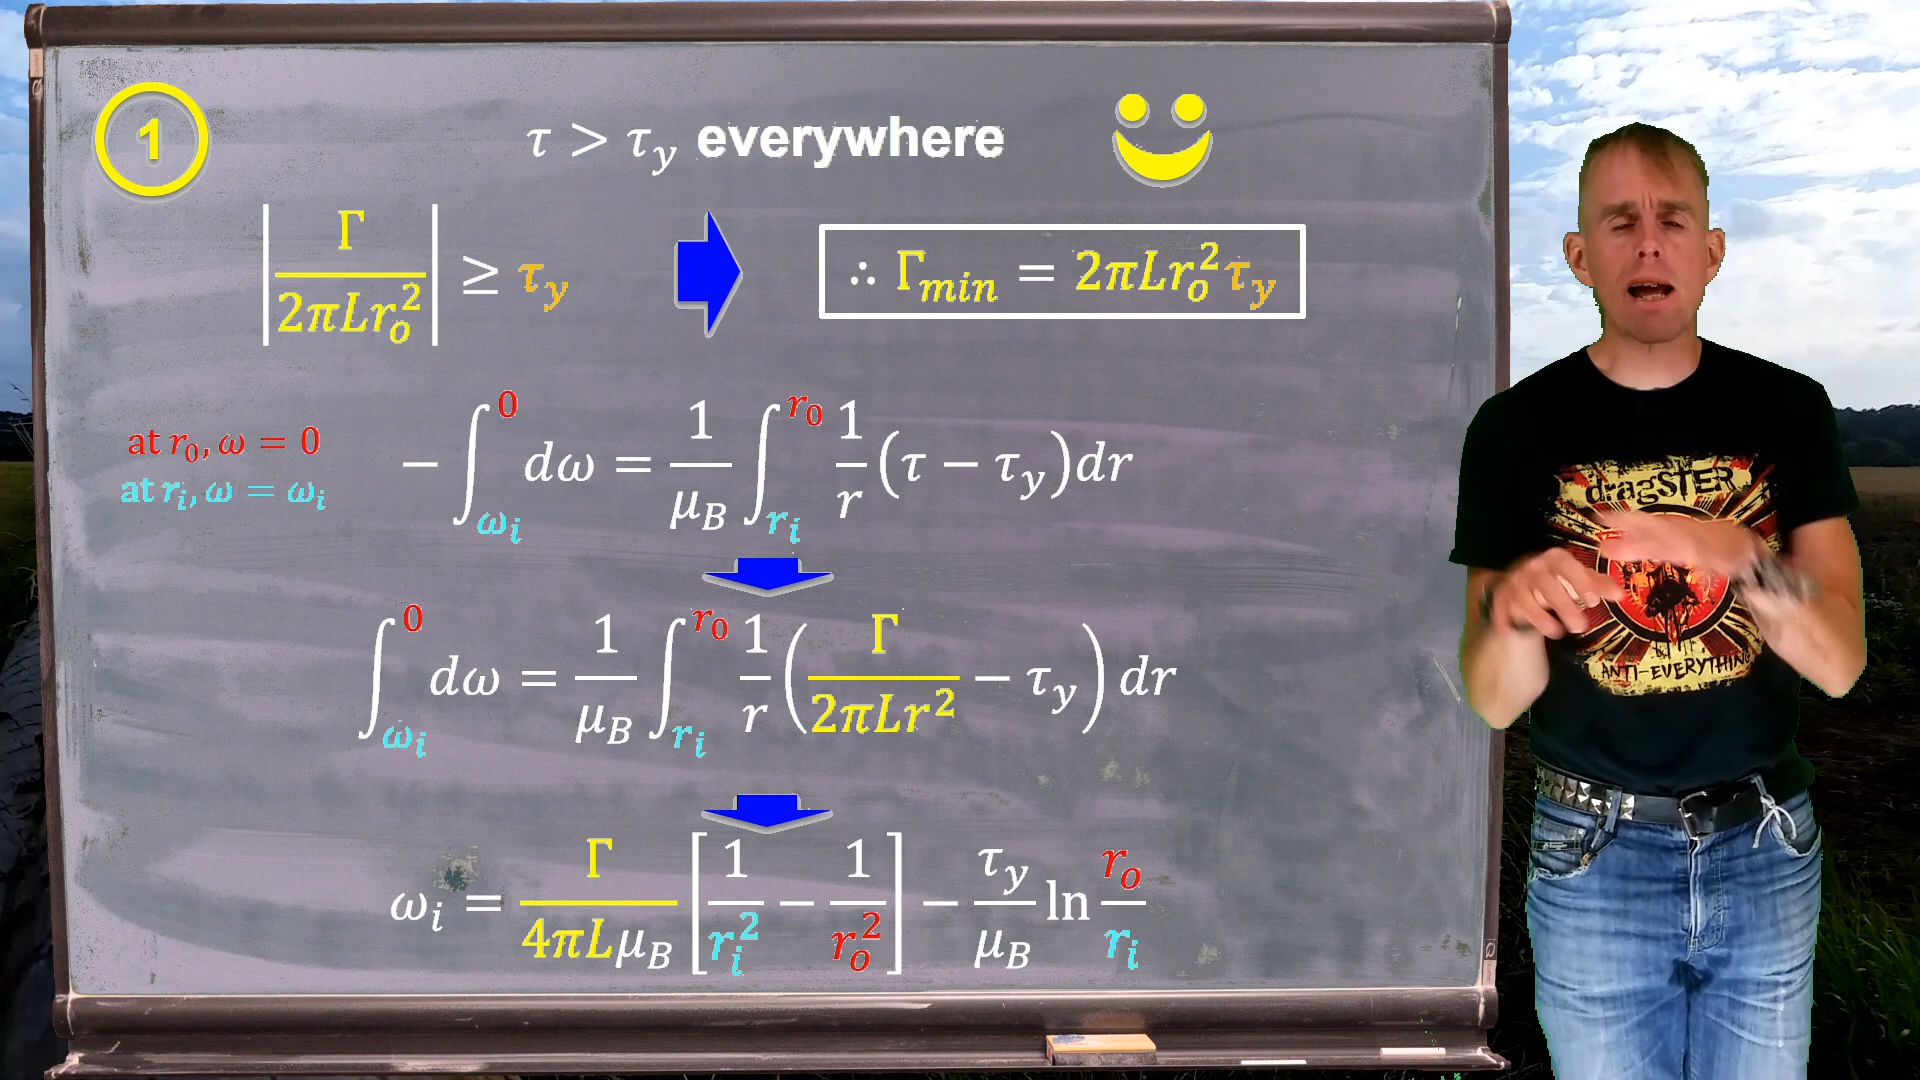 1
τ > τ_y everywhere
|Γ / 2πLr_o^2| ≥ τ_y
∴ Γ_min = 2πLr_o^2τ_y
at r_0, ω = 0
at r_i, ω = ω_i
−∫_{ω_i}^{0} dω = 1/μ_B ∫_{r_i}^{r_0} 1/r (τ − τ_y)dr
∫_{ω_i}^{0} dω = 1/μ_B ∫_{r_i}^{r_0} 1/r (Γ / 2πLr^2 − τ_y) dr
ω_i = Γ / 4πLμ_B [1/r_i^2 − 1/r_o^2] − τ_y/μ_B ln r_o/r_i
dragSTER
ANTI-EVERYTHING